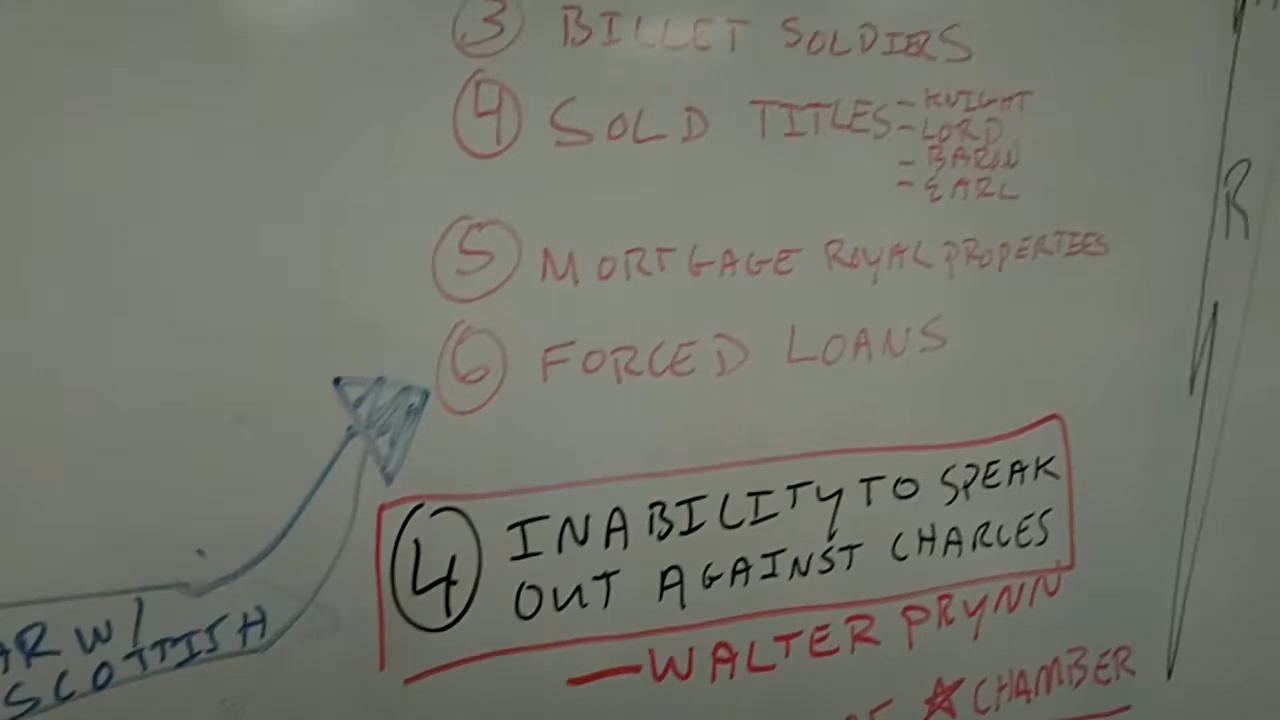 3 BILLET SOLDIERS
4 SOLD TITLES - KNIGHT
- LORD
- BARON
- EARL
5 MORTGAGE ROYAL PROPERTIES
6 FORCED LOANS
4 INABILITY TO SPEAK
OUT AGAINST CHARLES
— WALTER PRYNN
CHAMBER
W/
SCOTTISH
R